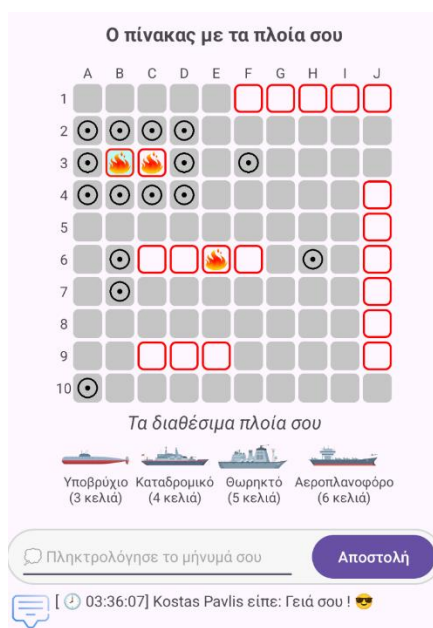 Ο πίνακας με τα πλοία σου
A B C D E F G H I J
1
2
3
4
5
6
7
8
9
10
Τα διαθέσιμα πλοία σου
Υποβρύχιο Καταδρομικό Θωρηκτό Αεροπλανοφόρο
(3 κελιά) (4 κελιά) (5 κελιά) (6 κελιά)
Πληκτρολόγησε το μήνυμά σου Αποστολή
[ 🕗 03:36:07] Kostas Pavlis είπε: Γειά σου ! 😎